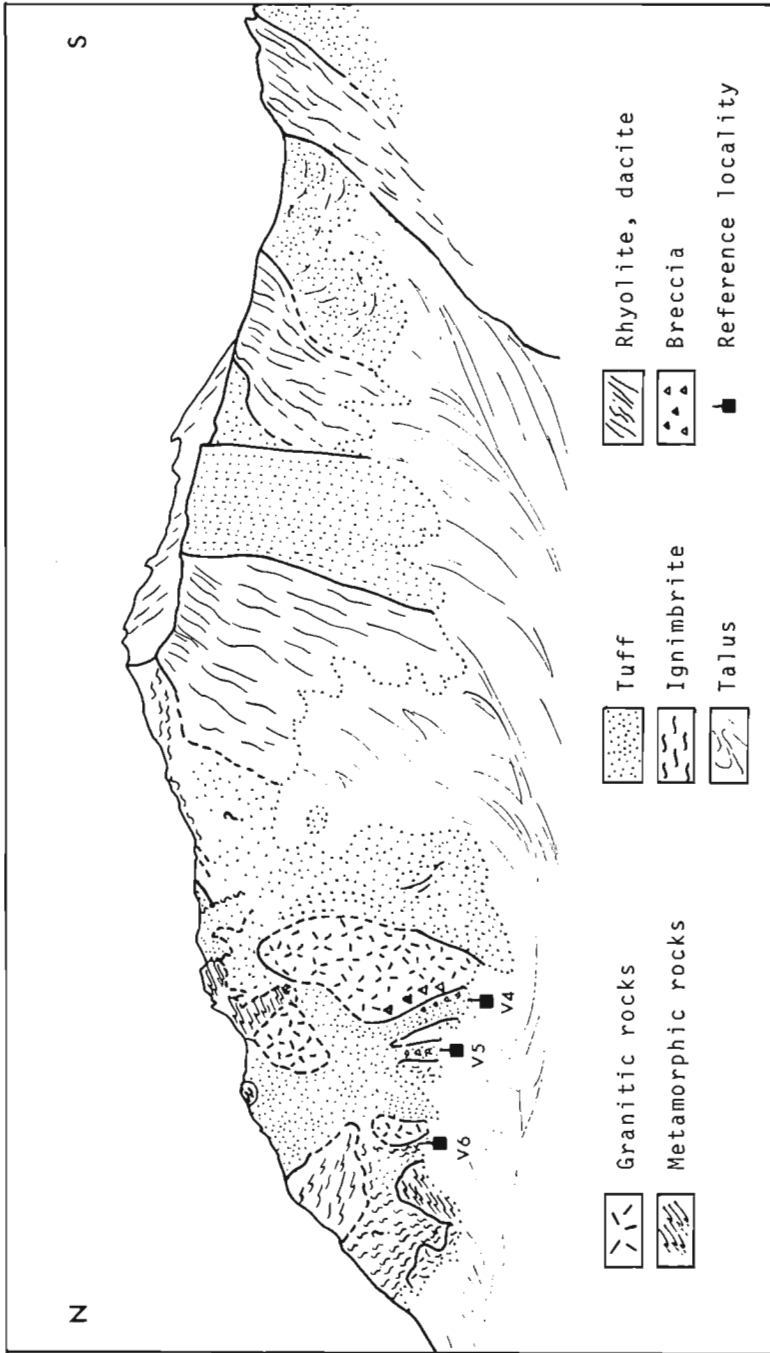 N
S
V6
V5
V4
?
Granitic rocks
Metamorphic rocks
Tuff
Ignimbrite
Talus
Rhyolite, dacite
Breccia
Reference locality